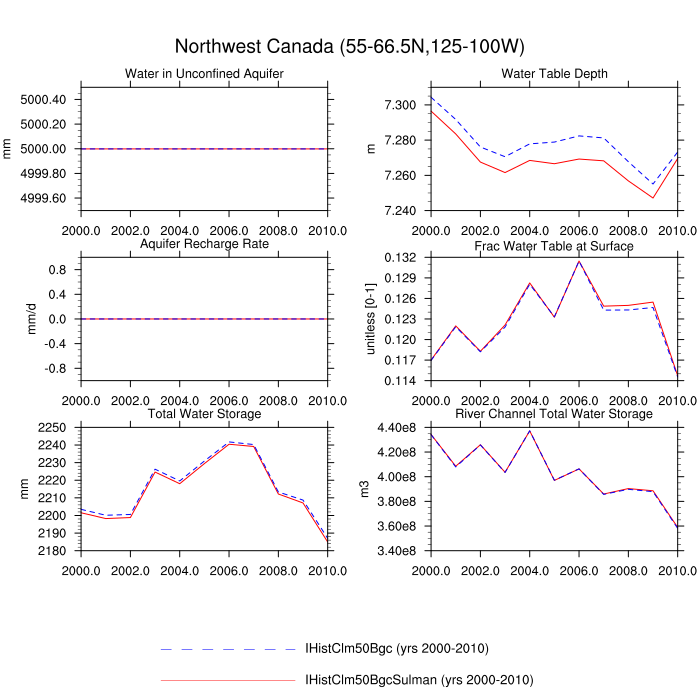 Northwest Canada (55-66.5N,125-100W)
Water in Unconfined Aquifer
mm
5000.40
5000.20
5000.00
4999.80
4999.60
2000.0 2002.0 2004.0 2006.0 2008.0 2010.0
Water Table Depth
m
7.300
7.280
7.260
7.240
2000.0 2002.0 2004.0 2006.0 2008.0 2010.0
Aquifer Recharge Rate
mm/d
0.8
0.4
0.0
-0.4
-0.8
2000.0 2002.0 2004.0 2006.0 2008.0 2010.0
Frac Water Table at Surface
unitless [0-1]
0.132
0.129
0.126
0.123
0.120
0.117
0.114
2000.0 2002.0 2004.0 2006.0 2008.0 2010.0
Total Water Storage
mm
2250
2240
2230
2220
2210
2200
2190
2180
2000.0 2002.0 2004.0 2006.0 2008.0 2010.0
River Channel Total Water Storage
m3
4.40e8
4.20e8
4.00e8
3.80e8
3.60e8
3.40e8
2000.0 2002.0 2004.0 2006.0 2008.0 2010.0
IHistClm50Bgc (yrs 2000-2010)
IHistClm50BgcSulman (yrs 2000-2010)